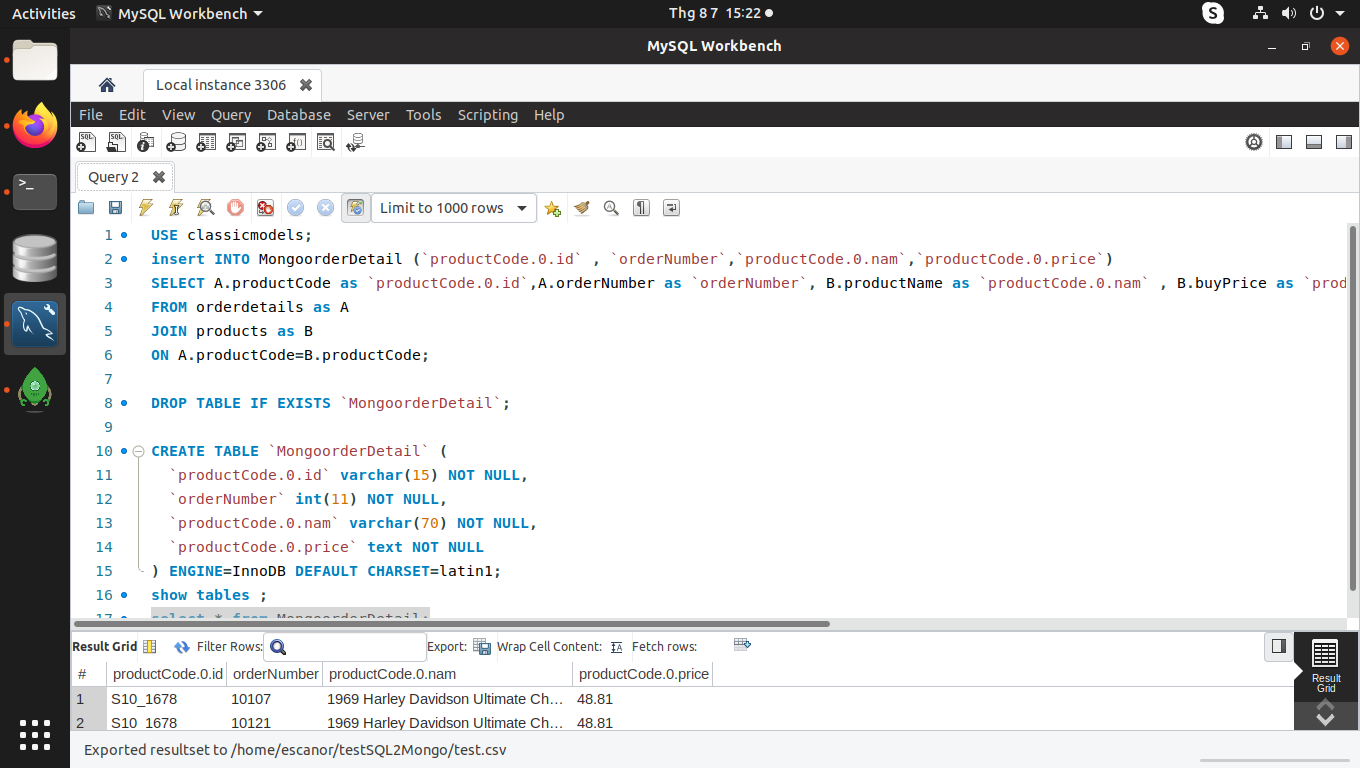 Activities MySQL Workbench Thg 8 7 15:22
MySQL Workbench
Local instance 3306
File Edit View Query Database Server Tools Scripting Help
Query 2
Limit to 1000 rows
1 USE classicmodels;
2 insert INTO MongoorderDetail (`productCode.0.id` , `orderNumber`,`productCode.0.nam`,`productCode.0.price`)
3 SELECT A.productCode as `productCode.0.id`,A.orderNumber as `orderNumber`, B.productName as `productCode.0.nam` , B.buyPrice as `prod
4 FROM orderdetails as A
5 JOIN products as B
6 ON A.productCode=B.productCode;
7
8 DROP TABLE IF EXISTS `MongoorderDetail`;
9
10 CREATE TABLE `MongoorderDetail` (
11 `productCode.0.id` varchar(15) NOT NULL,
12 `orderNumber` int(11) NOT NULL,
13 `productCode.0.nam` varchar(70) NOT NULL,
14 `productCode.0.price` text NOT NULL
15 ) ENGINE=InnoDB DEFAULT CHARSET=latin1;
16 show tables ;
17 select * from MongoorderDetail;
Result Grid Filter Rows: Export: Wrap Cell Content: Fetch rows:
# productCode.0.id orderNumber productCode.0.nam productCode.0.price
1 S10_1678 10107 1969 Harley Davidson Ultimate Ch… 48.81
2 S10_1678 10121 1969 Harley Davidson Ultimate Ch… 48.81
Result
Grid
Exported resultset to /home/escanor/testSQL2Mongo/test.csv